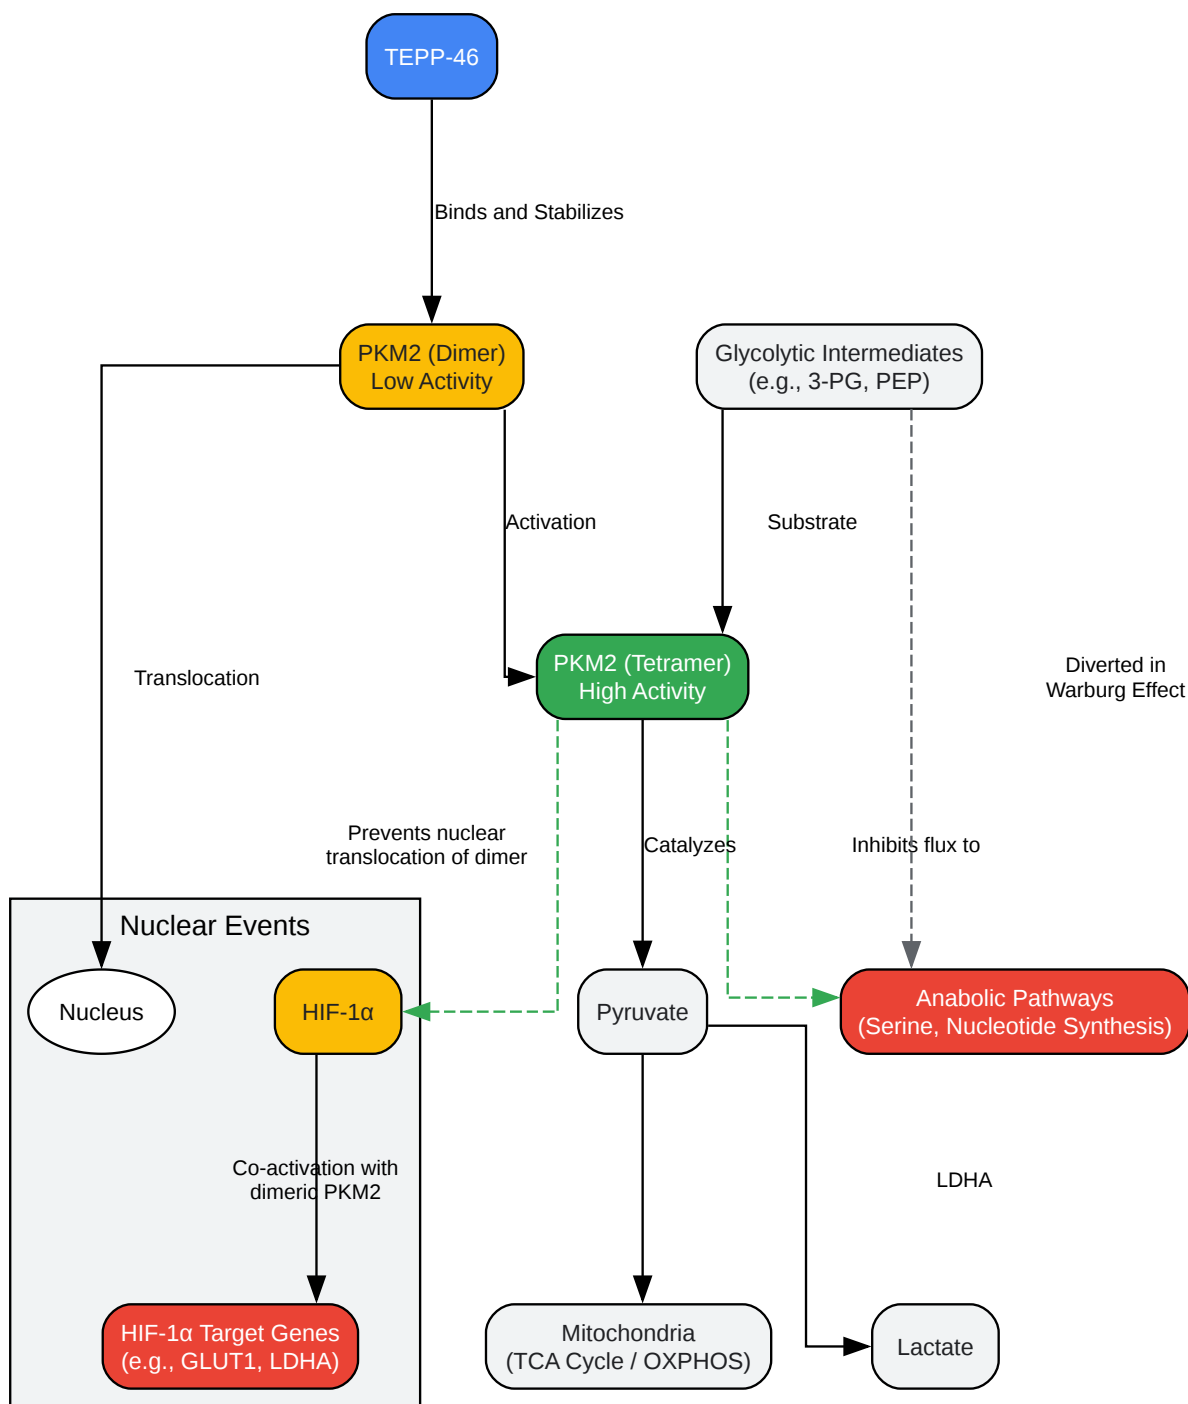 TEPP-46
Binds and Stabilizes
PKM2 (Dimer)
Low Activity
Glycolytic Intermediates
(e.g., 3-PG, PEP)
Activation
Substrate
Translocation
PKM2 (Tetramer)
High Activity
Diverted in
Warburg Effect
Prevents nuclear
translocation of dimer
Catalyzes
Inhibits flux to
Nuclear Events
Nucleus
HIF-1α
Pyruvate
Anabolic Pathways
(Serine, Nucleotide Synthesis)
Co-activation with
dimeric PKM2
LDHA
HIF-1α Target Genes
(e.g., GLUT1, LDHA)
Mitochondria
(TCA Cycle / OXPHOS)
Lactate